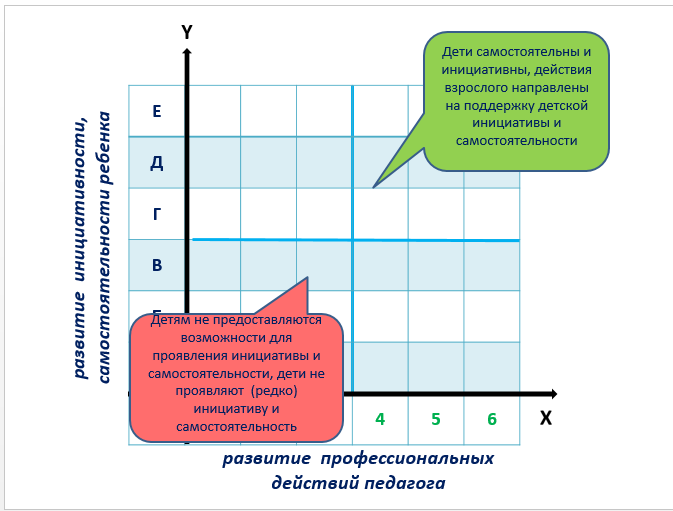 Y
Дети самостоятельны и
инициативны, действия
взрослого направлены
на поддержку детской
инициативы и
самостоятельности
Е
Д
Г
В
развитие инициативности,
самостоятельности ребенка
Детям не предоставляются
возможности для
проявления инициативы и
самостоятельности, дети не
проявляют (редко)
инициативу и
самостоятельность
4 5 6 X
развитие профессиональных
действий педагога